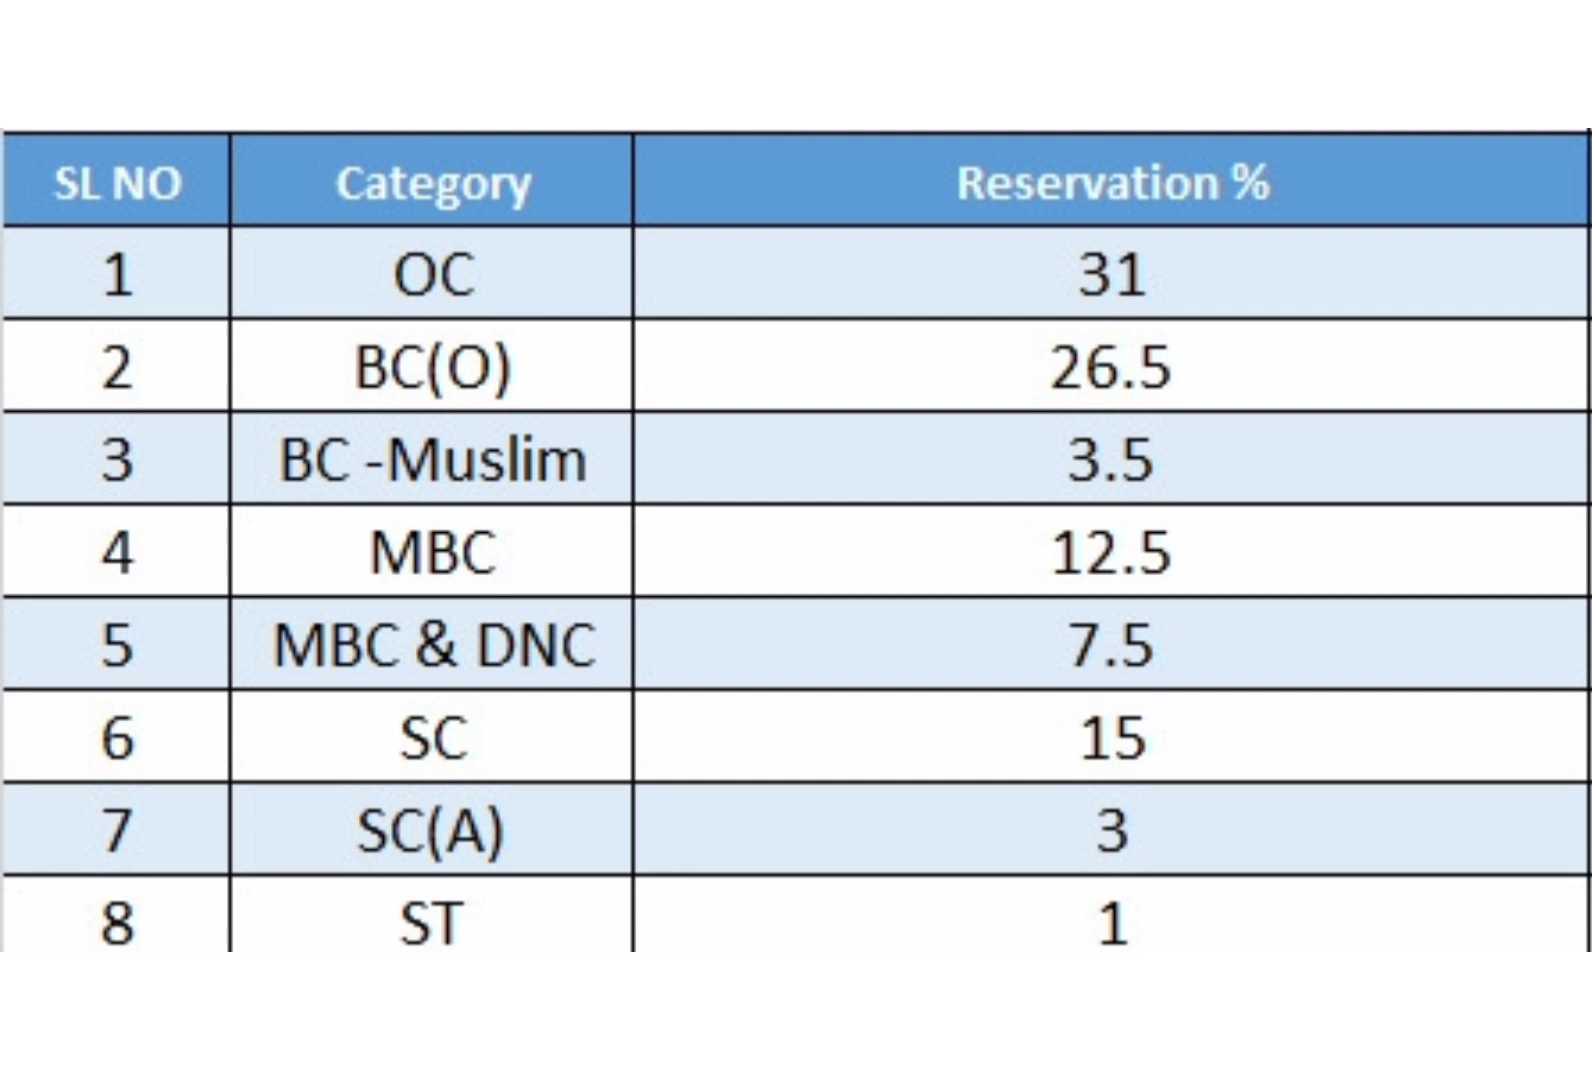 SL NO Category Reservation %
1 OC 31
2 BC(O) 26.5
3 BC -Muslim 3.5
4 MBC 12.5
5 MBC & DNC 7.5
6 SC 15
7 SC(A) 3
8 ST 1